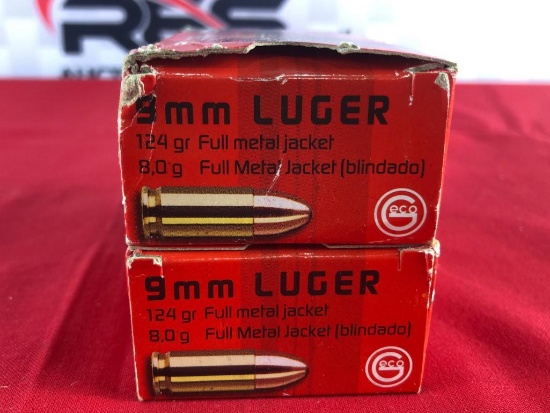 9mm LUGER
124 gr Full metal jacket
8,0 g Full Metal Jacket (blindado)
Geco
9mm LUGER
124 gr Full metal jacket
8,0 g Full Metal Jacket (blindado)
Geco